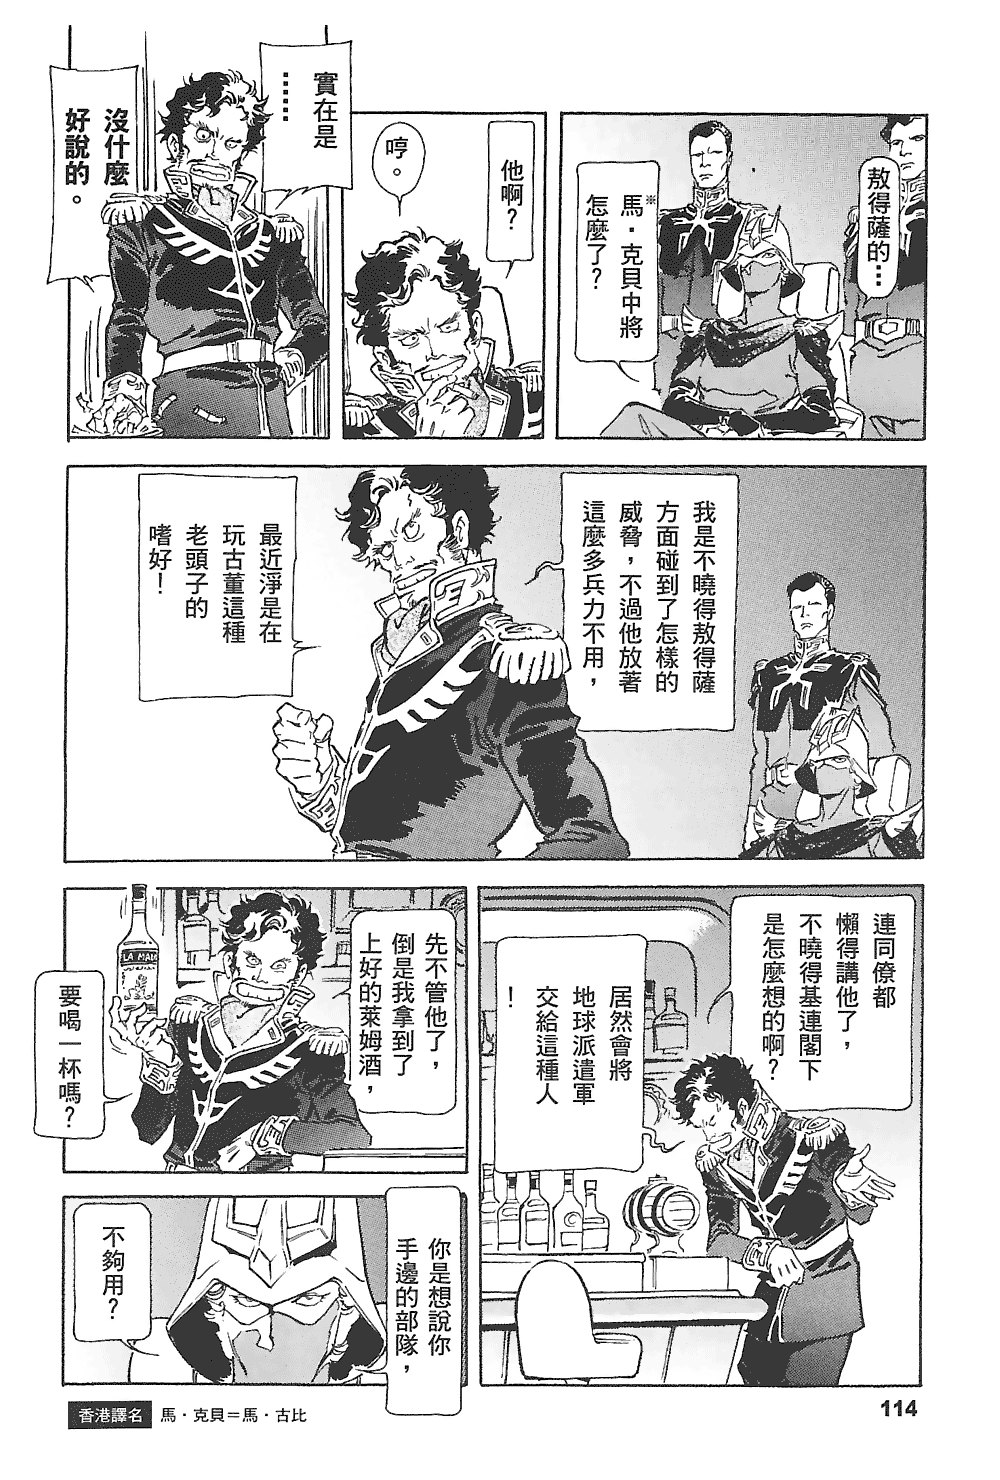 敖得薩的…
※
馬・克貝中將
怎麼了？
他啊？
哼。
實在是
……
沒什麼
好說的。
我是不曉得敖得薩
方面碰到了怎樣的
威脅，不過他放著
這麼多兵力不用，
最近淨是在
玩古董這種
老頭子的
嗜好！
連同僚都
懶得講他了，
不曉得基連閣下
是怎麼想的啊？
居然會將
地球派遣軍
交給這種人
！
先不管他了，
倒是我拿到了
上好的萊姆酒，
LA MAIN
要喝一杯嗎？
你是想說你
手邊的部隊，
不夠用？
香港譯名 馬・克貝＝馬・古比
114